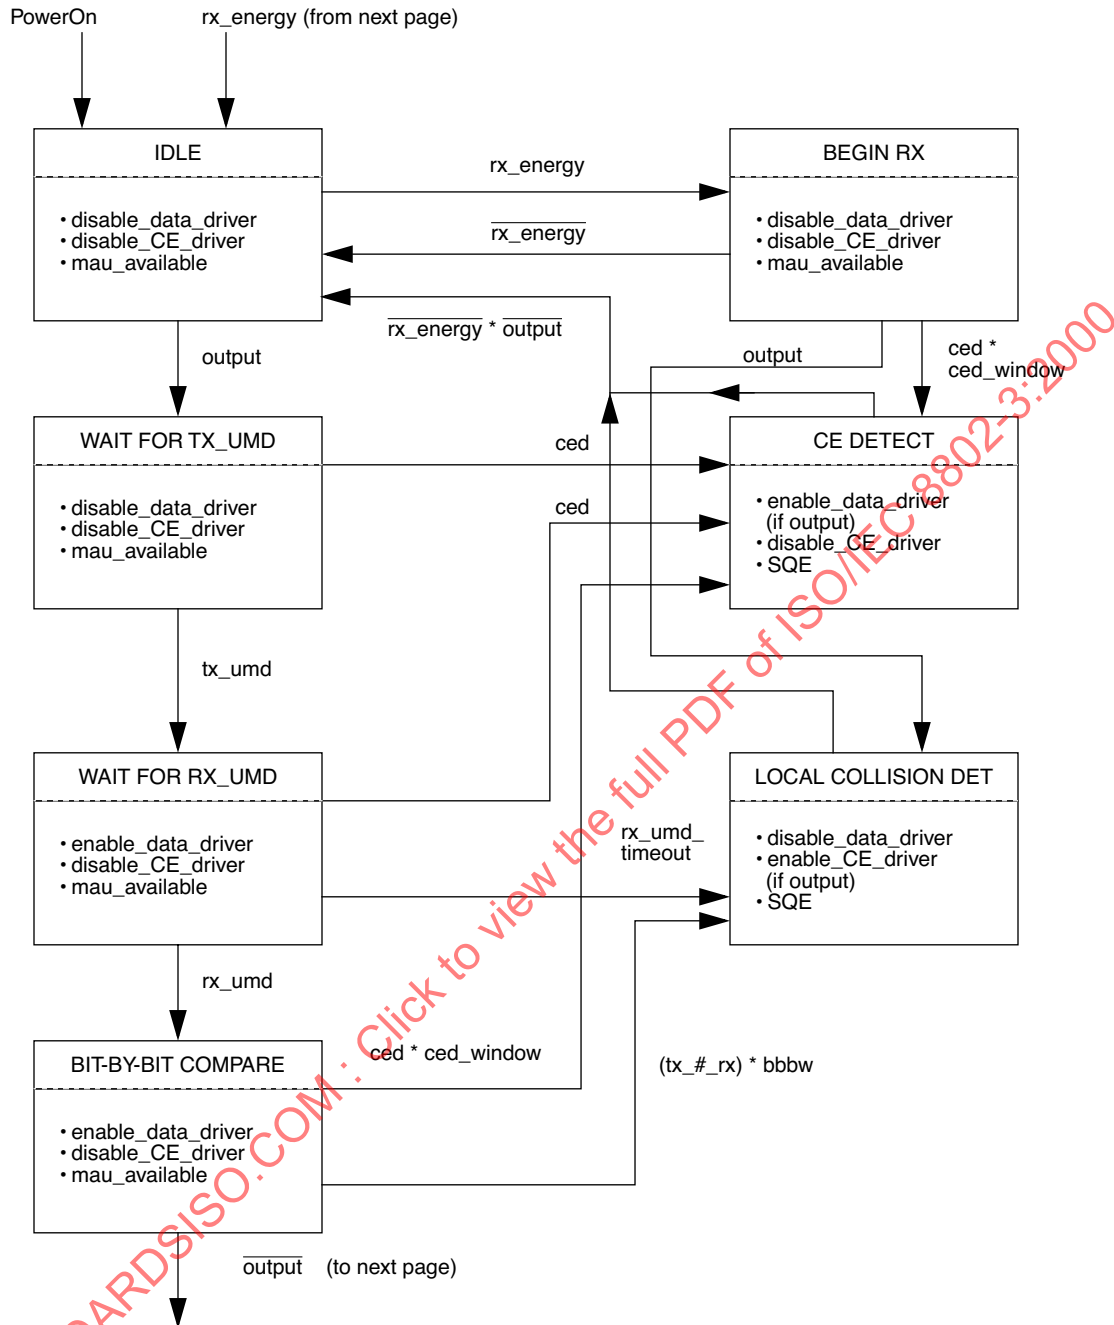 PowerOn
rx_energy (from next page)
IDLE
• disable_data_driver
• disable_CE_driver
• mau_available
rx_energy
rx_energy
rx_energy * output
BEGIN RX
• disable_data_driver
• disable_CE_driver
• mau_available
output
output
ced *
ced_window
WAIT FOR TX_UMD
• disable_data_driver
• disable_CE_driver
• mau_available
ced
ced
CE DETECT
• enable_data_driver
(if output)
• disable_CE_driver
• SQE
tx_umd
WAIT FOR RX_UMD
• enable_data_driver
• disable_CE_driver
• mau_available
rx_umd_
timeout
LOCAL COLLISION DET
• disable_data_driver
• enable_CE_driver
(if output)
• SQE
rx_umd
BIT-BY-BIT COMPARE
• enable_data_driver
• disable_CE_driver
• mau_available
ced * ced_window
(tx_#_rx) * bbbw
output (to next page)
ARDSISO.COM : Click to view the full PDF of ISO/IEC 8802-3:2000